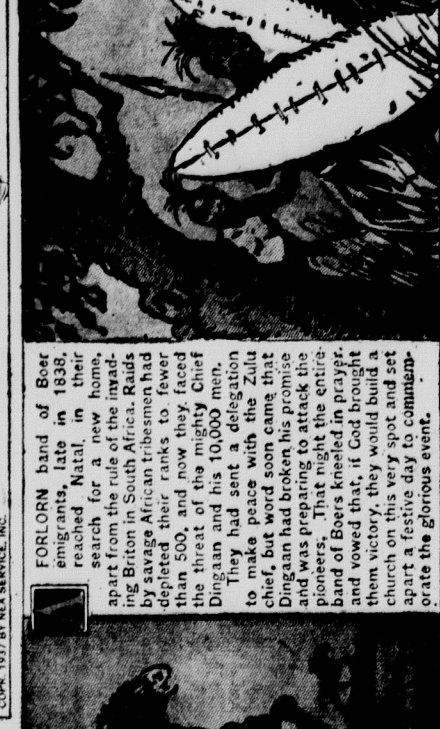 COPR. 1937 BY NEA SERVICE, INC.
A FORLORN band of Boer
emigrants, late in 1838,
reached Natal, in their
search for a new home,
apart from the rule of the invad-
ing Briton in South Africa. Raids
by savage African tribesmen had
depleted their ranks to fewer
than 500, and now they faced
the threat of the mighty Chief
Dingaan and his 10,000 men.
They had sent a delegation
to make peace with the Zulu
chief, but word soon came that
Dingaan had broken his promise
and was preparing to attack the
pioneers. That night the entire
band of Boers kneeled in prayer,
and vowed that, if God brought
them victory, they would build a
church on this very spot and set
apart a festive day to commem-
orate the glorious event.